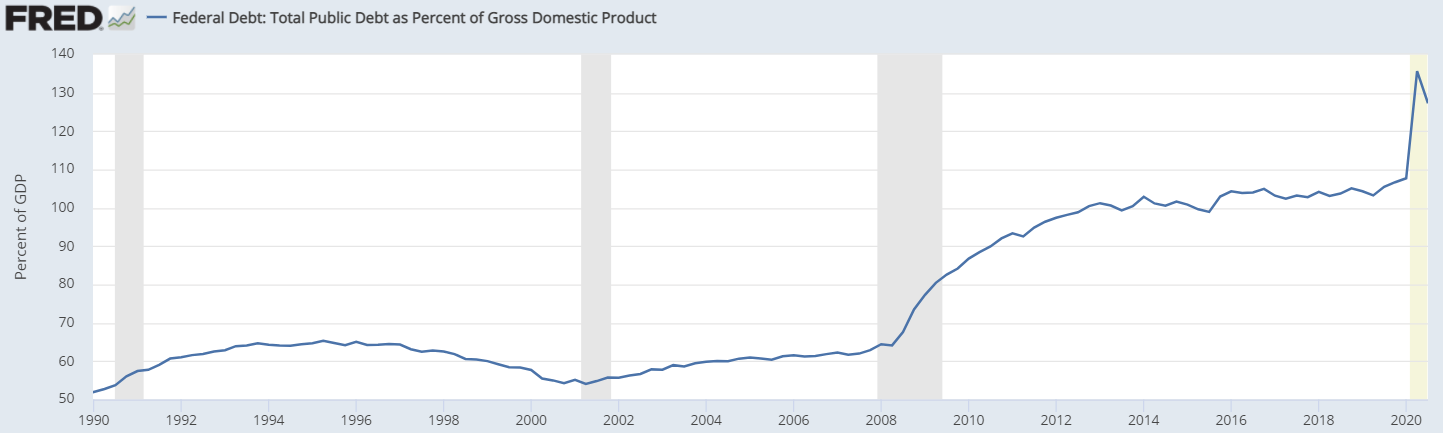 FRED
Federal Debt: Total Public Debt as Percent of Gross Domestic Product
140
130
120
110
100
90
80
70
60
50
Percent of GDP
1990 1992 1994 1996 1998 2000 2002 2004 2006 2008 2010 2012 2014 2016 2018 2020